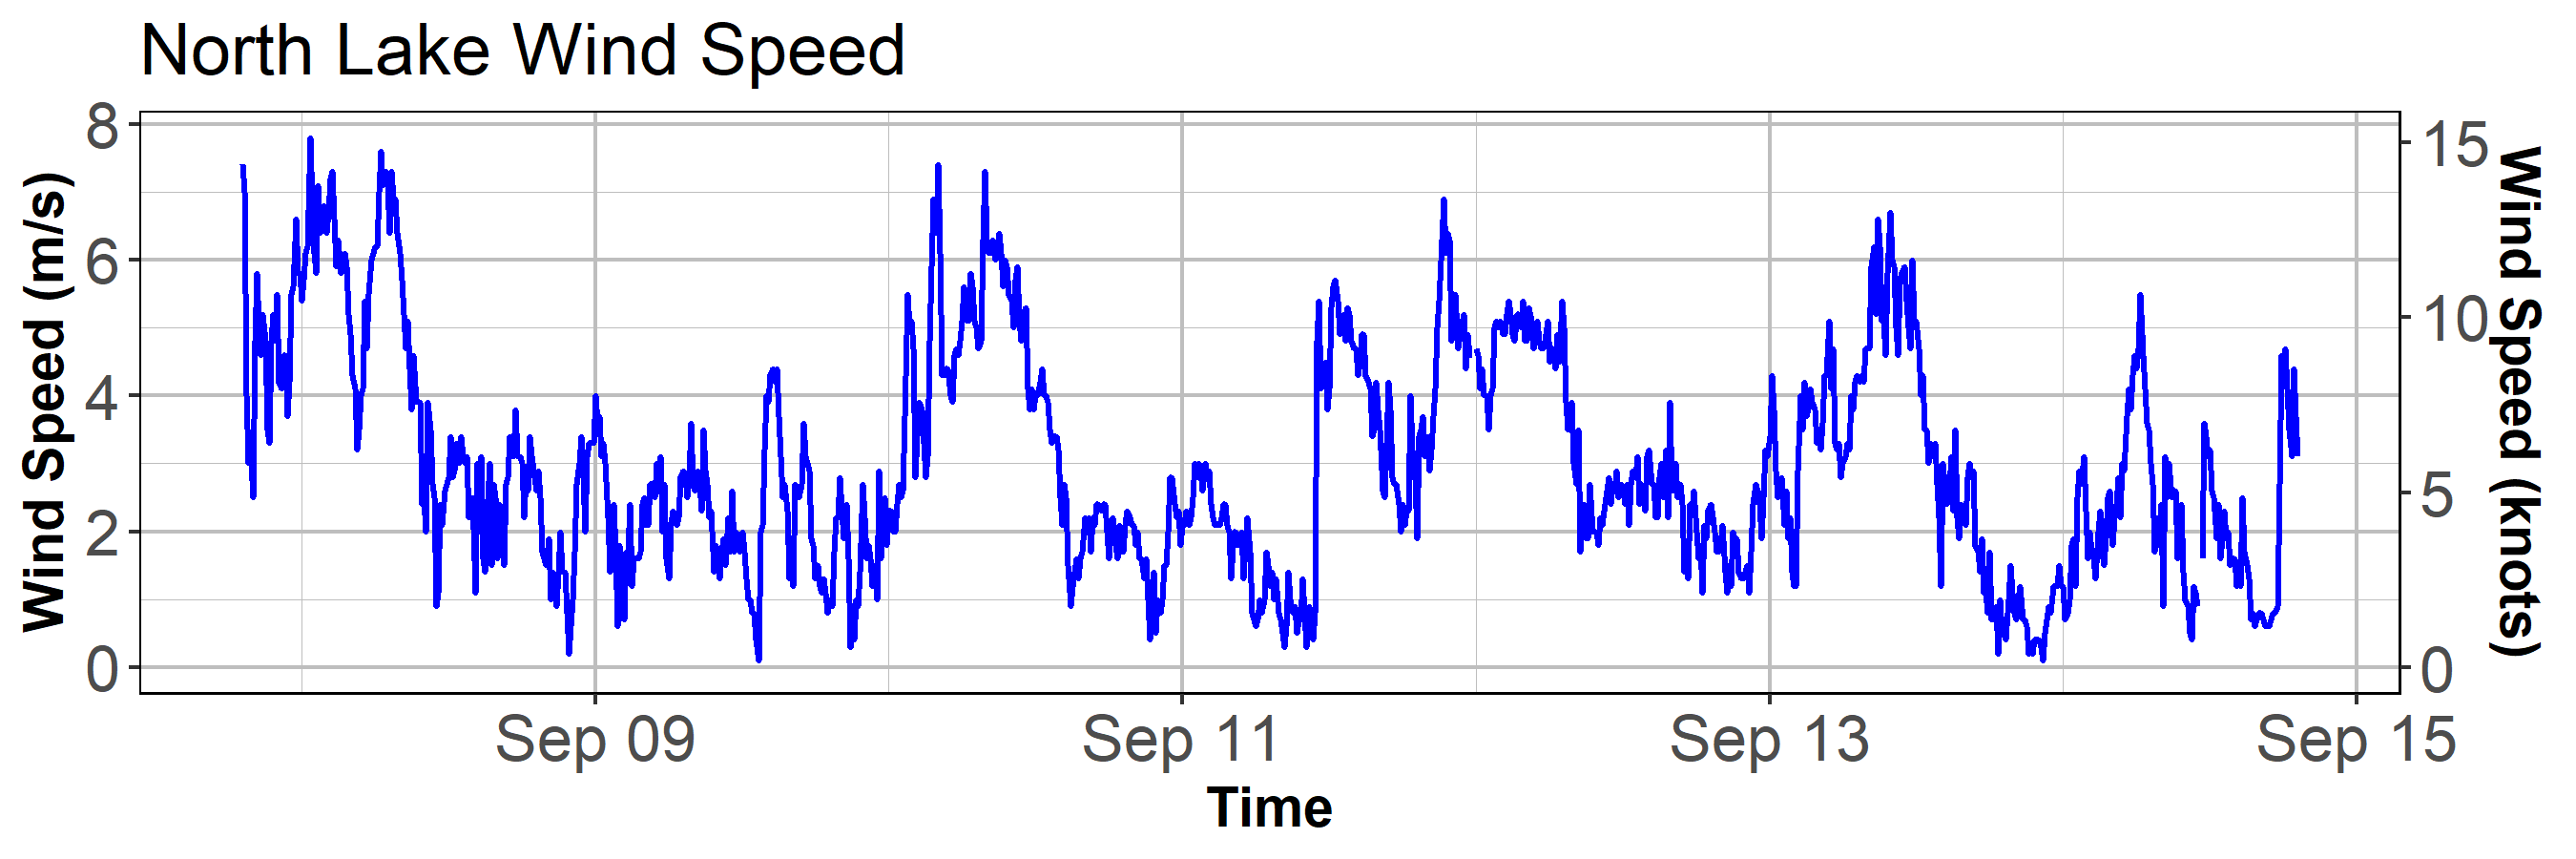 North Lake Wind Speed
Wind Speed (m/s)
8
6
4
2
0
15
10
5
0
Wind Speed (knots)
Sep 09 Sep 11 Sep 13 Sep 15
Time